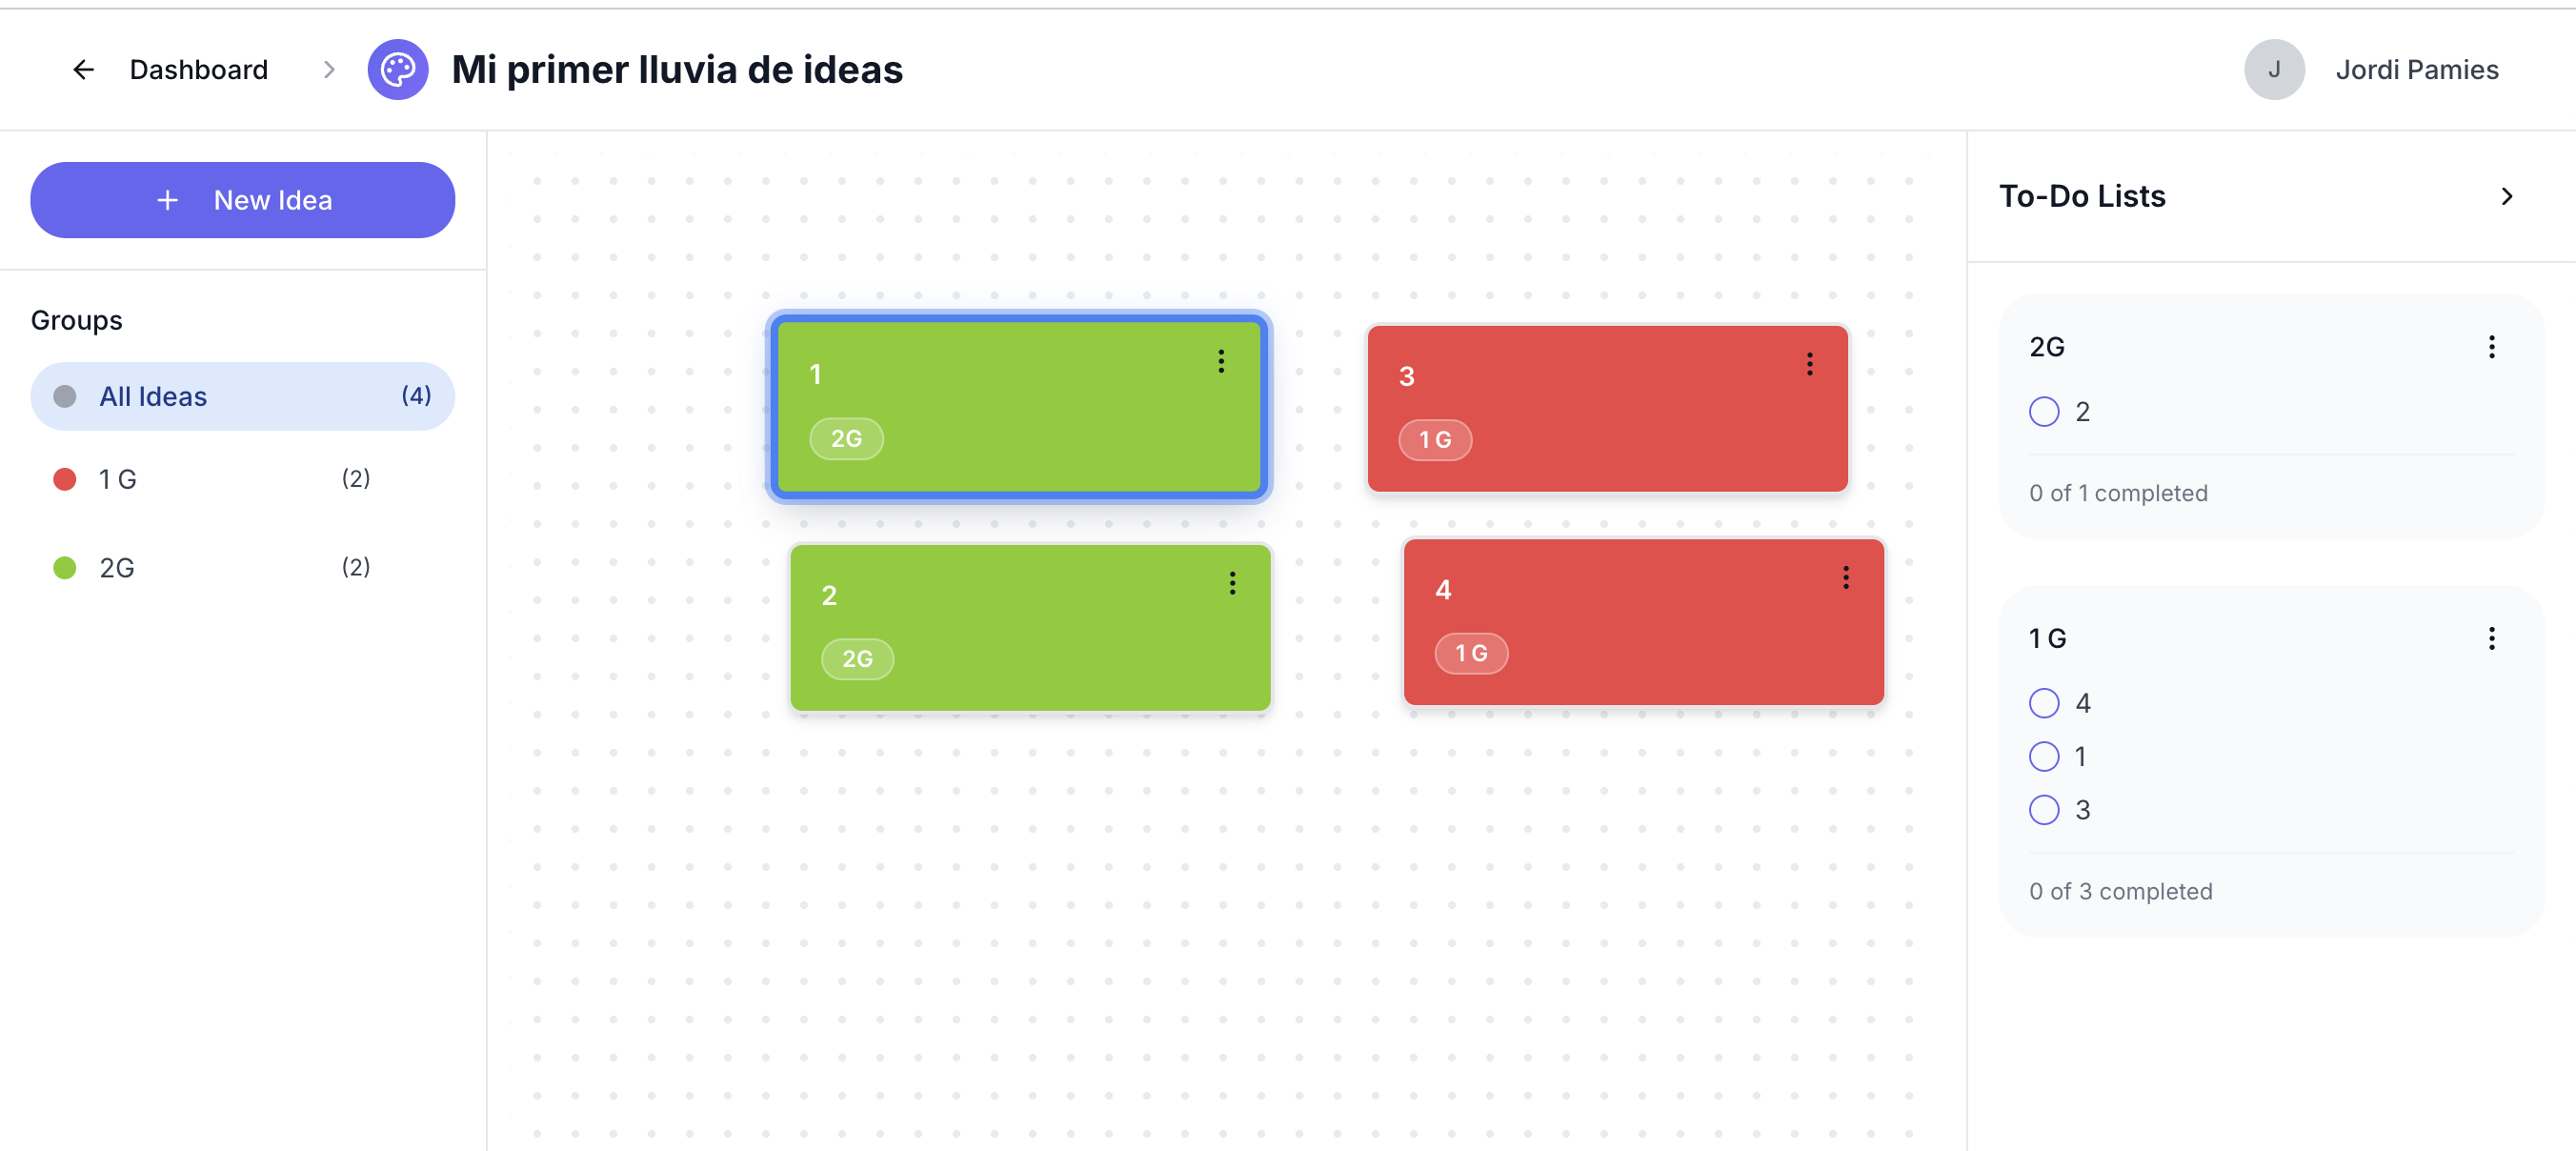 Dashboard
Mi primer lluvia de ideas
J
Jordi Pamies
New Idea
Groups
All Ideas (4)
1 G (2)
2G (2)
1
2G
3
1 G
2
2G
4
1 G
To-Do Lists
2G
2
0 of 1 completed
1 G
4
1
3
0 of 3 completed